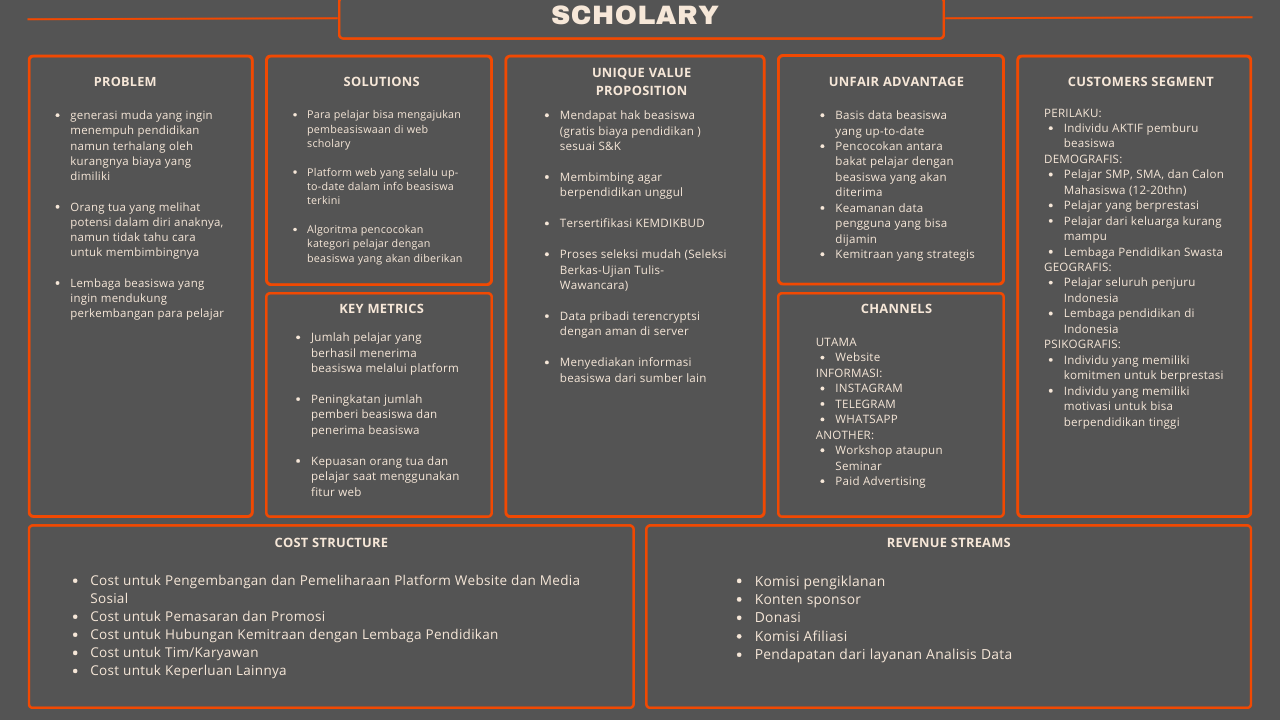 SCHOLARY
PROBLEM
• generasi muda yang ingin
menempuh pendidikan
namun terhalang oleh
kurangnya biaya yang
dimiliki
• Orang tua yang melihat
potensi dalam diri anaknya,
namun tidak tahu cara
untuk membimbingnya
• Lembaga beasiswa yang
ingin mendukung
perkembangan para pelajar
SOLUTIONS
• Para pelajar bisa mengajukan
pembeasiswaan di web
scholary
• Platform web yang selalu up-
to-date dalam info beasiswa
terkini
• Algoritma pencocokan
kategori pelajar dengan
beasiswa yang akan diberikan
KEY METRICS
• Jumlah pelajar yang
berhasil menerima
beasiswa melalui platform
• Peningkatan jumlah
pemberi beasiswa dan
penerima beasiswa
• Kepuasan orang tua dan
pelajar saat menggunakan
fitur web
UNIQUE VALUE
PROPOSITION
• Mendapat hak beasiswa
(gratis biaya pendidikan )
sesuai S&K
• Membimbing agar
berpendidikan unggul
• Tersertifikasi KEMDIKBUD
• Proses seleksi mudah (Seleksi
Berkas-Ujian Tulis-
Wawancara)
• Data pribadi terencryptsi
dengan aman di server
• Menyediakan informasi
beasiswa dari sumber lain
UNFAIR ADVANTAGE
• Basis data beasiswa
yang up-to-date
• Pencocokan antara
bakat pelajar dengan
beasiswa yang akan
diterima
• Keamanan data
pengguna yang bisa
dijamin
• Kemitraan yang strategis
CHANNELS
UTAMA
• Website
INFORMASI:
• INSTAGRAM
• TELEGRAM
• WHATSAPP
ANOTHER:
• Workshop ataupun
Seminar
• Paid Advertising
CUSTOMERS SEGMENT
PERILAKU:
• Individu AKTIF pemburu
beasiswa
DEMOGRAFIS:
• Pelajar SMP, SMA, dan Calon
Mahasiswa (12-20thn)
• Pelajar yang berprestasi
• Pelajar dari keluarga kurang
mampu
• Lembaga Pendidikan Swasta
GEOGRAFIS:
• Pelajar seluruh penjuru
Indonesia
• Lembaga pendidikan di
Indonesia
PSIKOGRAFIS:
• Individu yang memiliki
komitmen untuk berprestasi
• Individu yang memiliki
motivasi untuk bisa
berpendidikan tinggi
COST STRUCTURE
• Cost untuk Pengembangan dan Pemeliharaan Platform Website dan Media
Sosial
• Cost untuk Pemasaran dan Promosi
• Cost untuk Hubungan Kemitraan dengan Lembaga Pendidikan
• Cost untuk Tim/Karyawan
• Cost untuk Keperluan Lainnya
REVENUE STREAMS
• Komisi pengiklanan
• Konten sponsor
• Donasi
• Komisi Afiliasi
• Pendapatan dari layanan Analisis Data